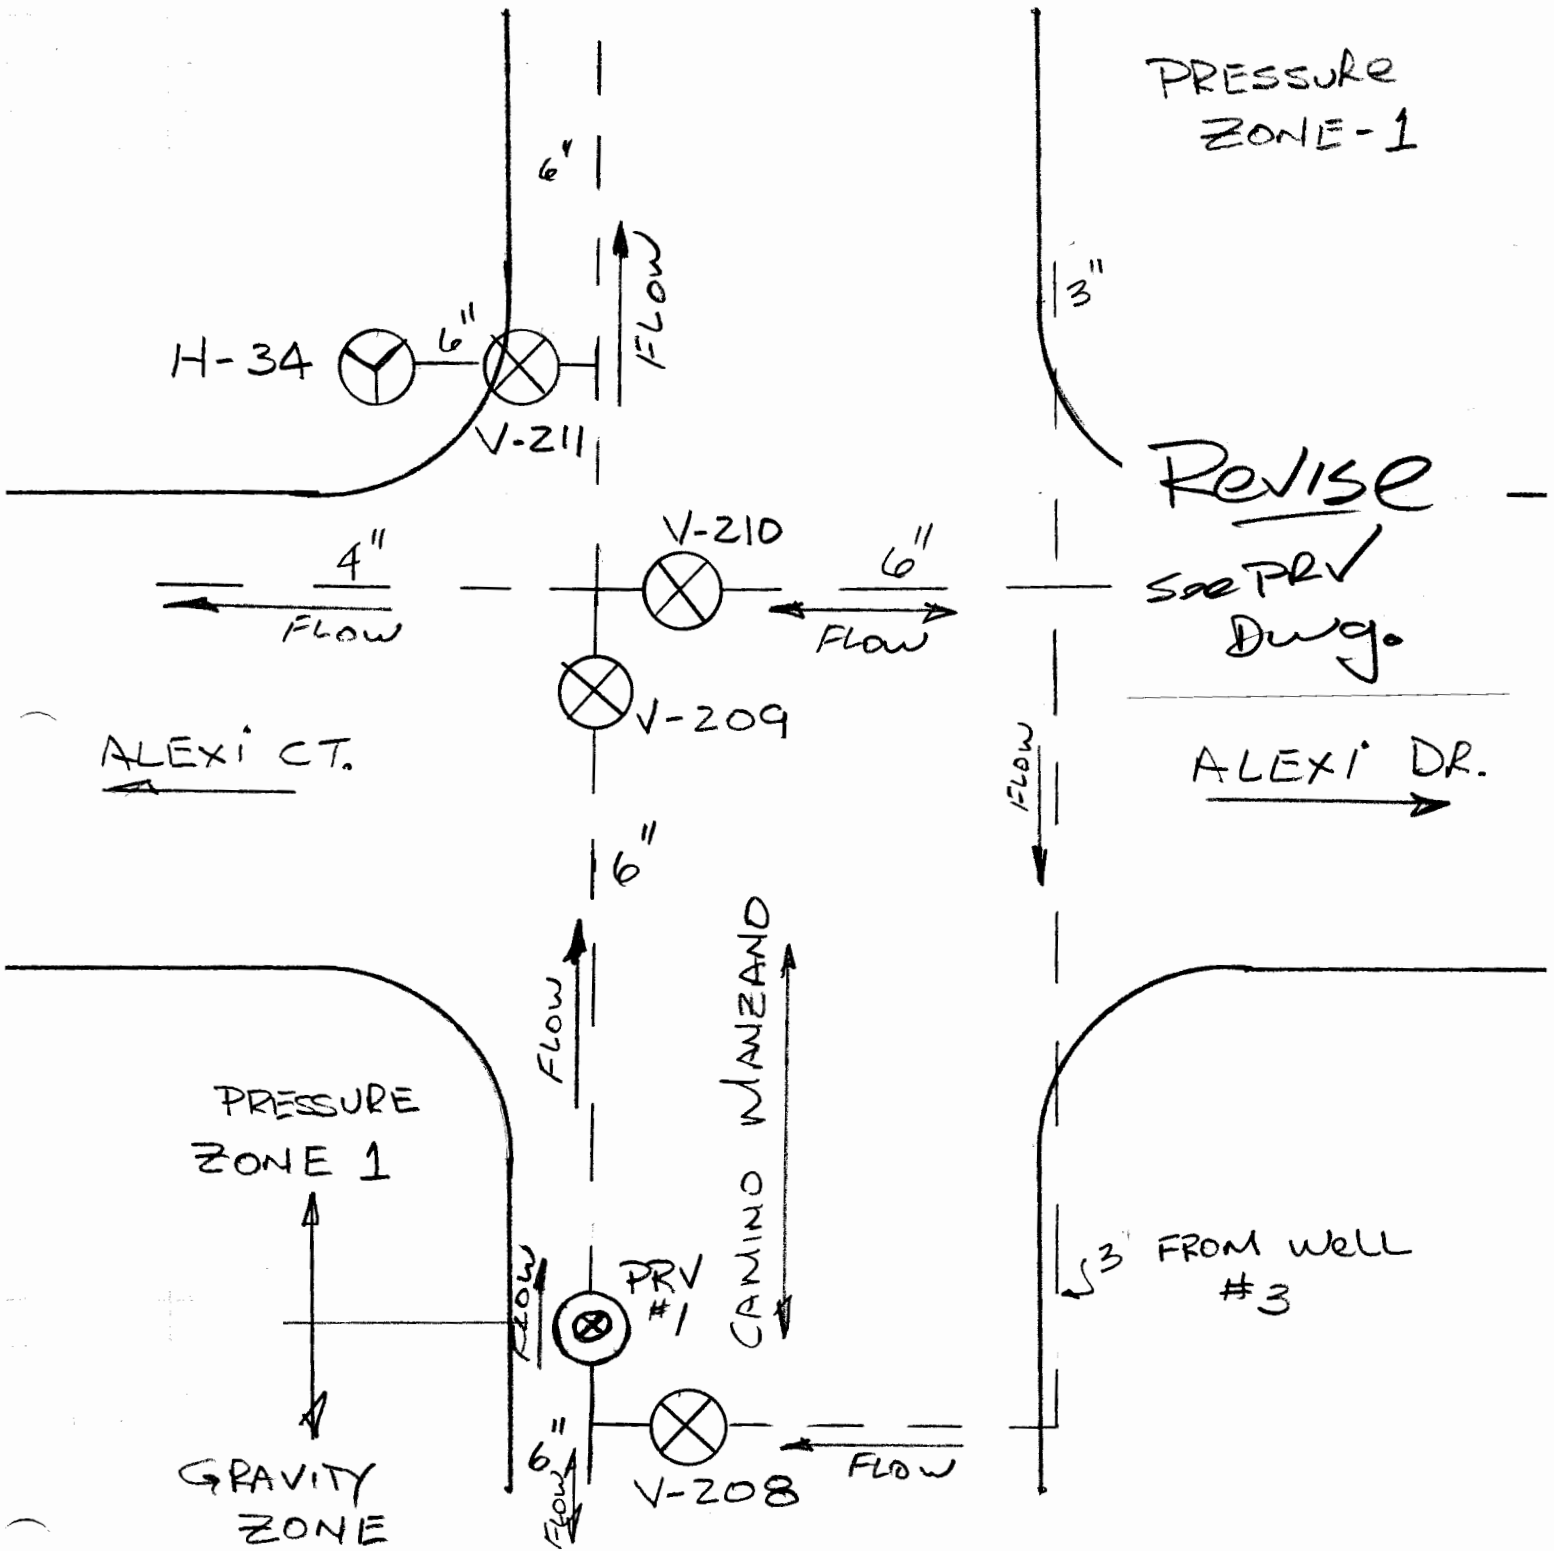 PRESSURE
ZONE-1
6"
FLOW
3"
H-34
6"
V-211
Revise
see PRV
Dwg.
V-210
4"
6"
FLOW
FLOW
V-209
ALEXI CT.
ALEXI DR.
FLOW
6"
CAMINO MANZANO
FLOW
PRESSURE
ZONE 1
3" FROM WELL
#3
FLOW
PRV
#1
6"
FLOW
V-208
FLOW
GRAVITY
ZONE